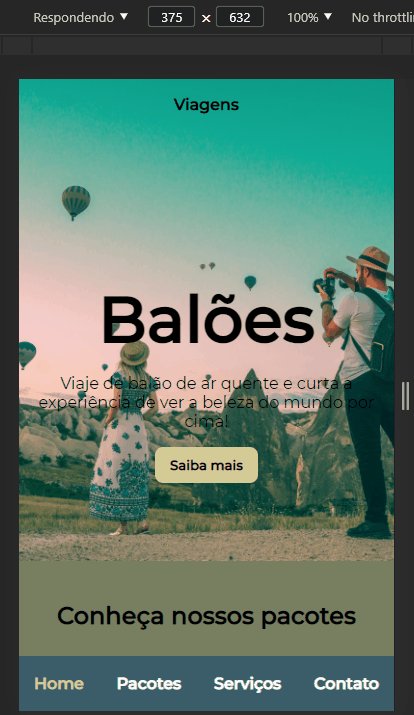 Respondendo ▼ 375 × 632 100% ▼ No throttli
Viagens
Balões
Viaje de balão de ar quente e curta a
experiência de ver a beleza do mundo por
cima!
Saiba mais
Conheça nossos pacotes
Home Pacotes Serviços Contato